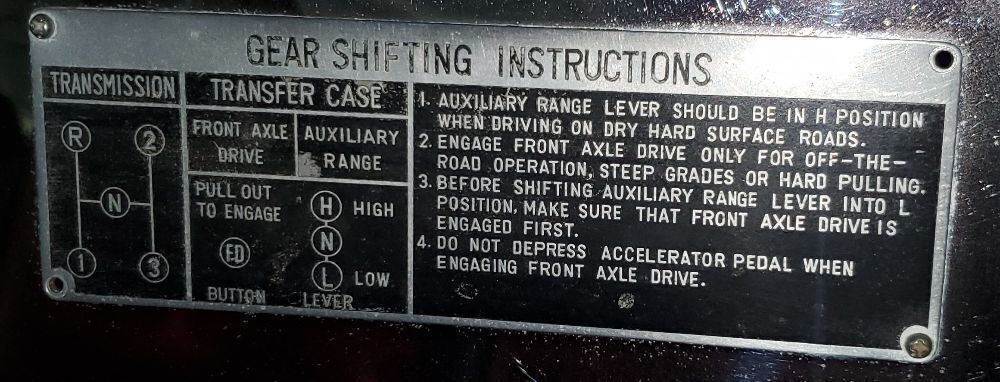 GEAR SHIFTING INSTRUCTIONS
TRANSMISSION
R 2
N
1 3
TRANSFER CASE
FRONT AXLE
DRIVE
PULL OUT
TO ENGAGE
FD
BUTTON
AUXILIARY
RANGE
H HIGH
N
L LOW
LEVER
1. AUXILIARY RANGE LEVER SHOULD BE IN H POSITION
WHEN DRIVING ON DRY HARD SURFACE ROADS.
2. ENGAGE FRONT AXLE DRIVE ONLY FOR OFF-THE-
ROAD OPERATION, STEEP GRADES OR HARD PULLING.
3. BEFORE SHIFTING AUXILIARY RANGE LEVER INTO L
POSITION, MAKE SURE THAT FRONT AXLE DRIVE IS
ENGAGED FIRST.
4. DO NOT DEPRESS ACCELERATOR PEDAL WHEN
ENGAGING FRONT AXLE DRIVE.